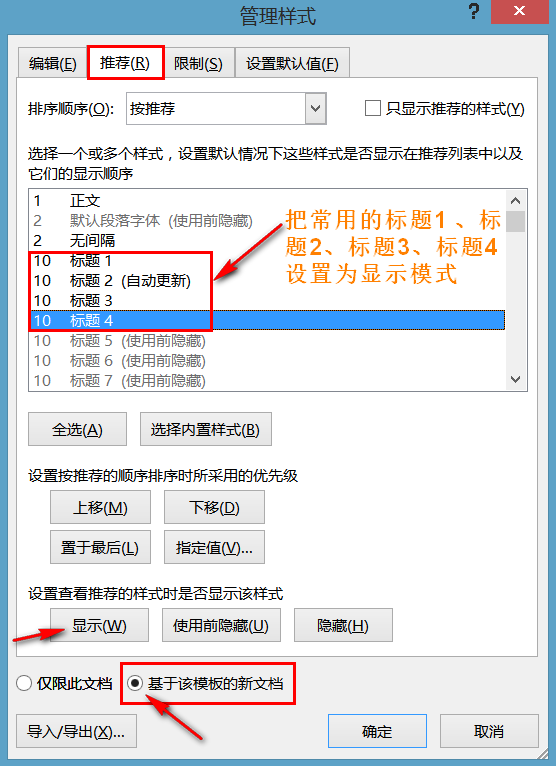 管理样式
? ×
编辑(E) 推荐(R) 限制(S) 设置默认值(F)
排序顺序(O): 按推荐 只显示推荐的样式(Y)
选择一个或多个样式，设置默认情况下这些样式是否显示在推荐列表中以及
它们的显示顺序
1 正文
2 默认段落字体 (使用前隐藏)
2 无间隔
10 标题 1
10 标题 2 (自动更新)
10 标题 3
10 标题 4
10 标题 5 (使用前隐藏)
10 标题 6 (使用前隐藏)
10 标题 7 (使用前隐藏)
把常用的标题1 、标
题2、标题3、标题4
设置为显示模式
全选(A) 选择内置样式(B)
设置按推荐的顺序排序时所采用的优先级
上移(M) 下移(D)
置于最后(L) 指定值(V)...
设置查看推荐的样式时是否显示该样式
显示(W) 使用前隐藏(U) 隐藏(H)
仅限此文档 基于该模板的新文档
导入/导出(X)... 确定 取消